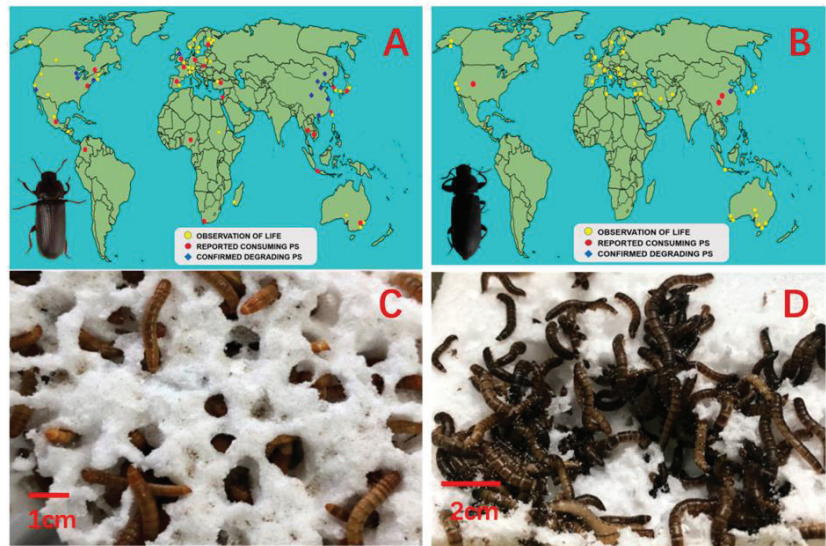 A
OBSERVATION OF LIFE
REPORTED CONSUMING PS
CONFIRMED DEGRADING PS
B
OBSERVATION OF LIFE
REPORTED CONSUMING PS
CONFIRMED DEGRADING PS
C
1cm
D
2cm